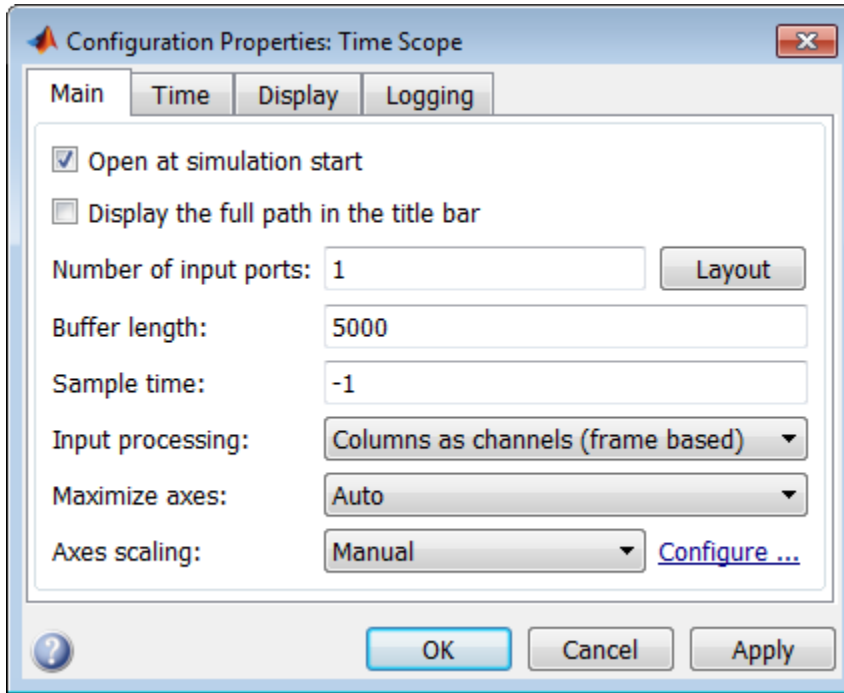 Configuration Properties: Time Scope
Main Time Display Logging
Open at simulation start
Display the full path in the title bar
Number of input ports: 1 Layout
Buffer length: 5000
Sample time: -1
Input processing: Columns as channels (frame based)
Maximize axes: Auto
Axes scaling: Manual Configure ...
? OK Cancel Apply